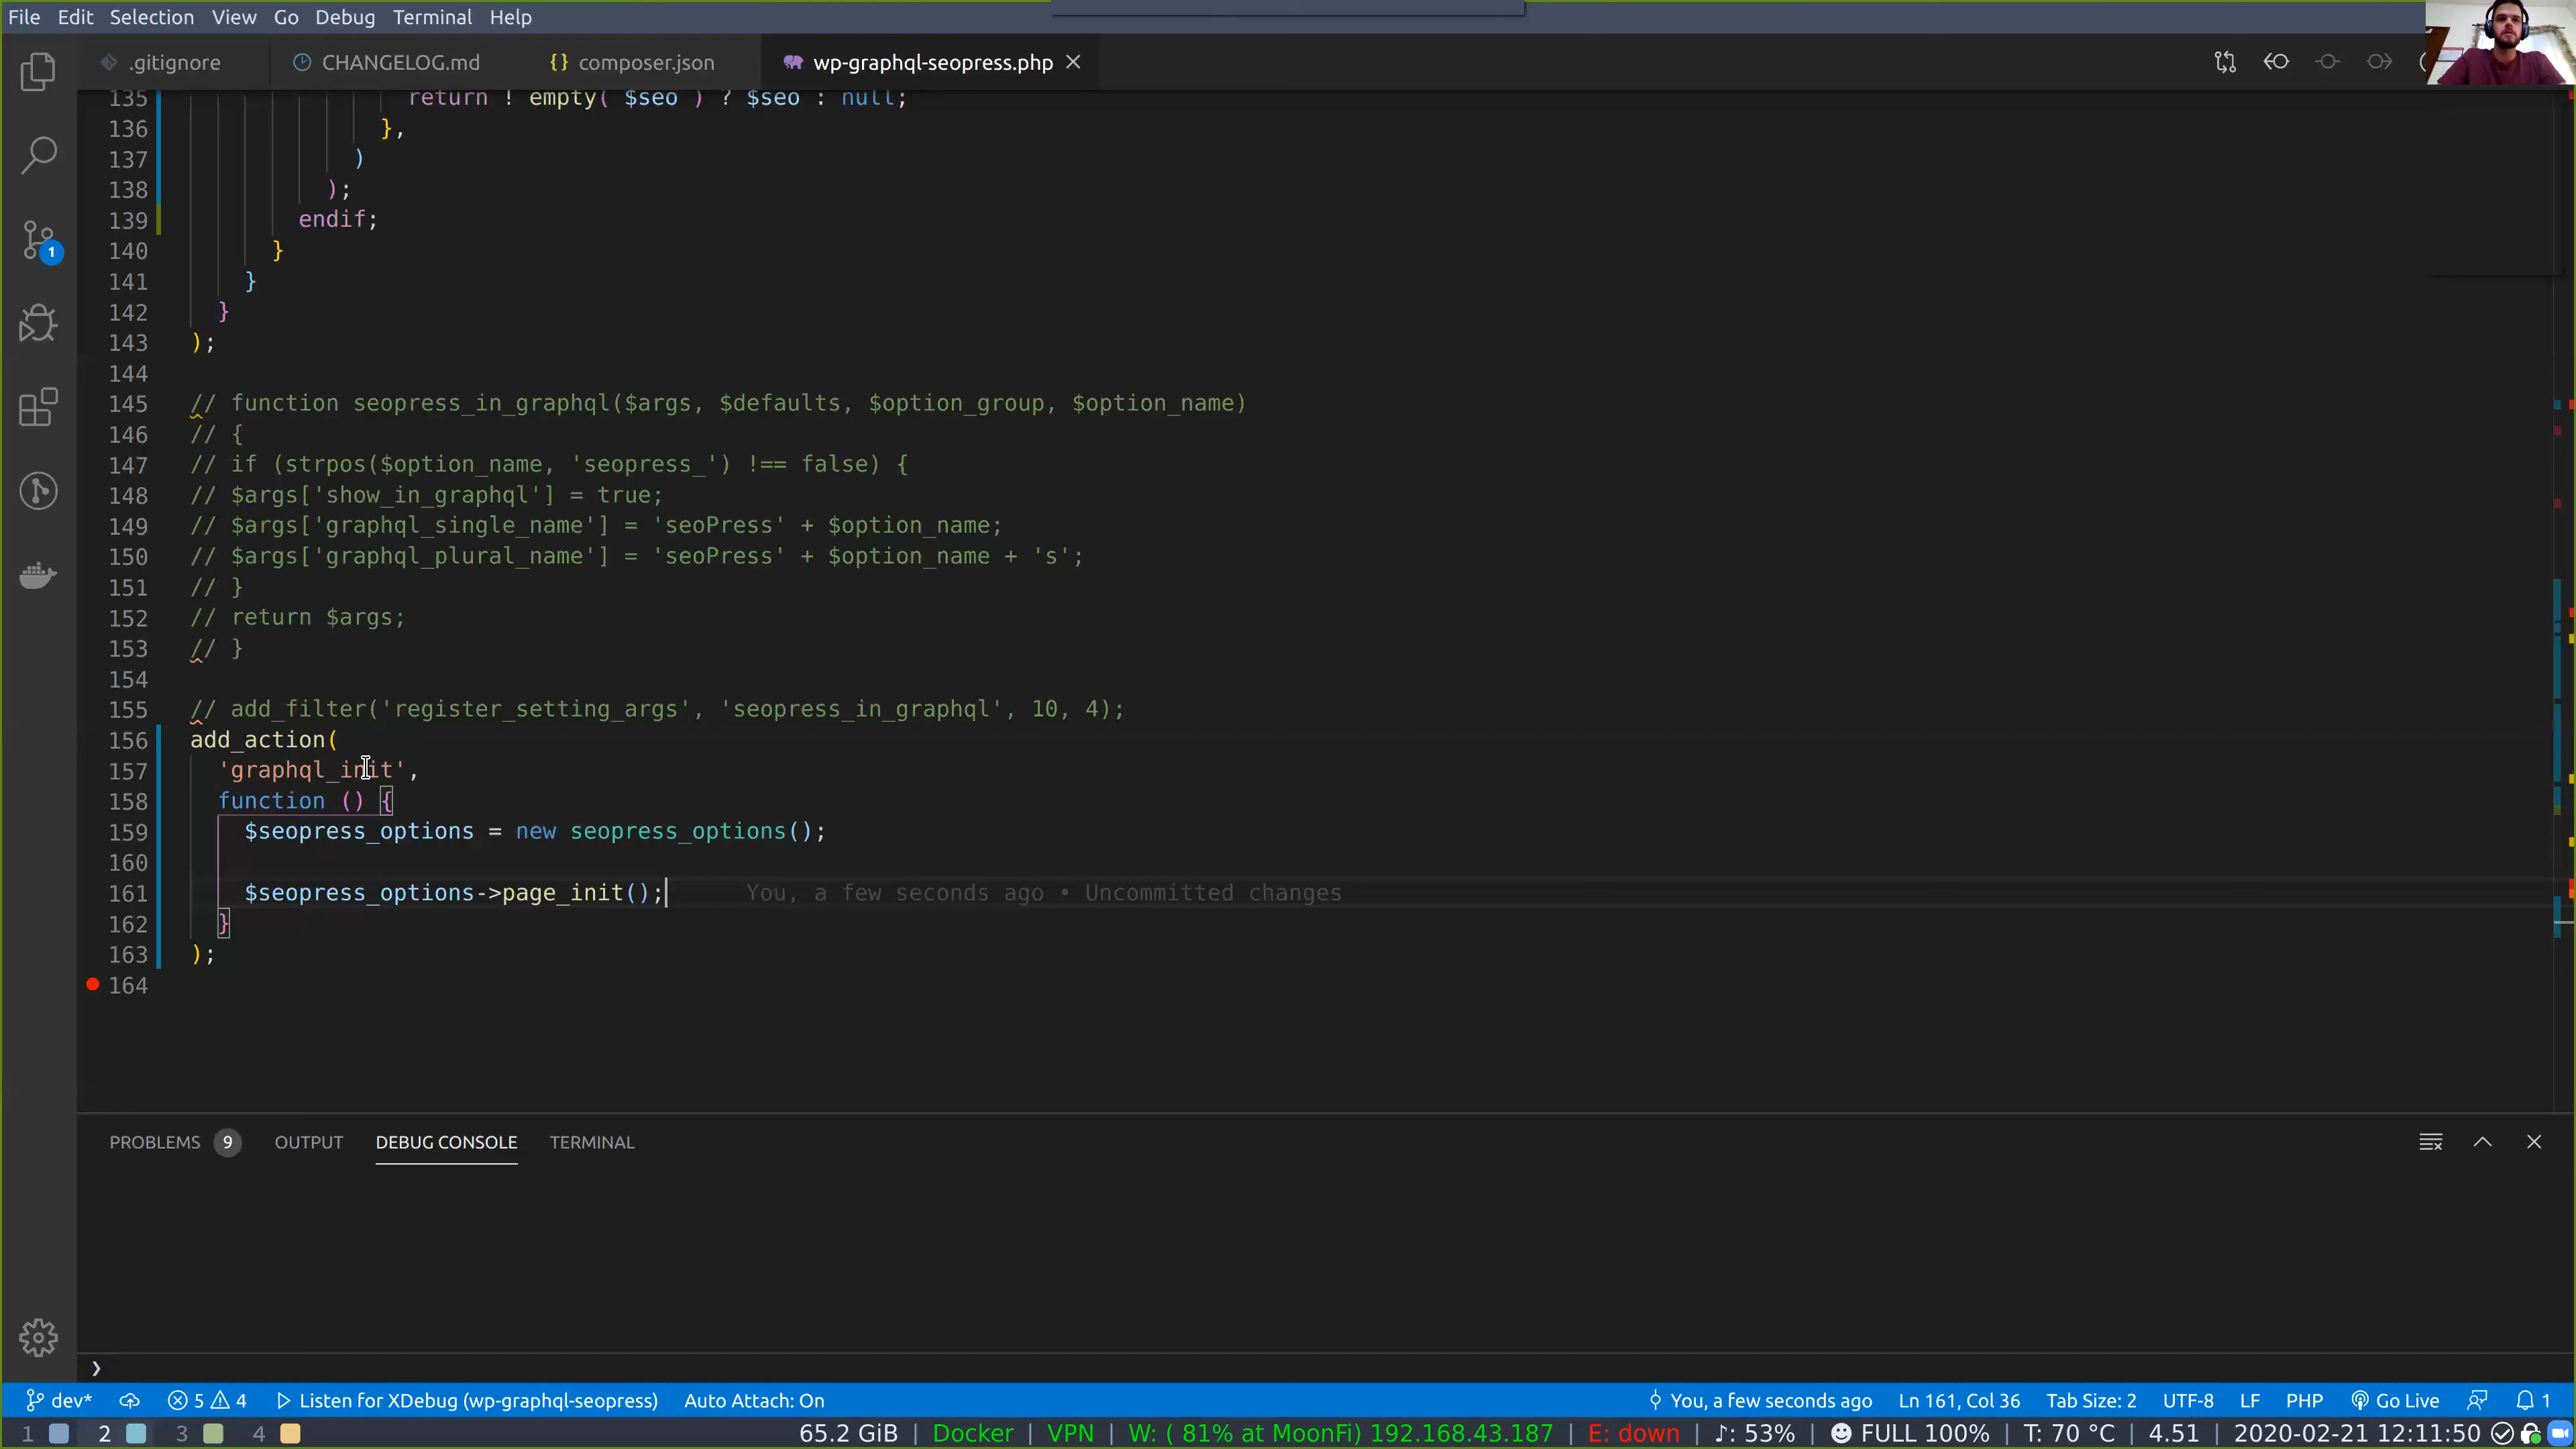 File Edit Selection View Go Debug Terminal Help
.gitignore CHANGELOG.md {} composer.json wp-graphql-seopress.php
135 return ! empty( $seo ) ? $seo : null;
136 },
137 )
138 );
139 endif;
140 }
141 }
142 }
143 );
144
145 // function seopress_in_graphql($args, $defaults, $option_group, $option_name)
146 // {
147 // if (strpos($option_name, 'seopress_') !== false) {
148 // $args['show_in_graphql'] = true;
149 // $args['graphql_single_name'] = 'seoPress' + $option_name;
150 // $args['graphql_plural_name'] = 'seoPress' + $option_name + 's';
151 // }
152 // return $args;
153 // }
154
155 // add_filter('register_setting_args', 'seopress_in_graphql', 10, 4);
156 add_action(
157 'graphql_init',
158 function () {
159 $seopress_options = new seopress_options();
160
161 $seopress_options->page_init(); You, a few seconds ago • Uncommitted changes
162 }
163 );
164
1
PROBLEMS 9 OUTPUT DEBUG CONSOLE TERMINAL
❯
dev* 5 4 Listen for XDebug (wp-graphql-seopress) Auto Attach: On You, a few seconds ago Ln 161, Col 36 Tab Size: 2 UTF-8 LF PHP Go Live 1
1 2 3 4 65.2 GiB | Docker | VPN | W: ( 81% at MoonFi) 192.168.43.187 | E: down | ♪: 53% | FULL 100% | T: 70 °C | 4.51 | 2020-02-21 12:11:50